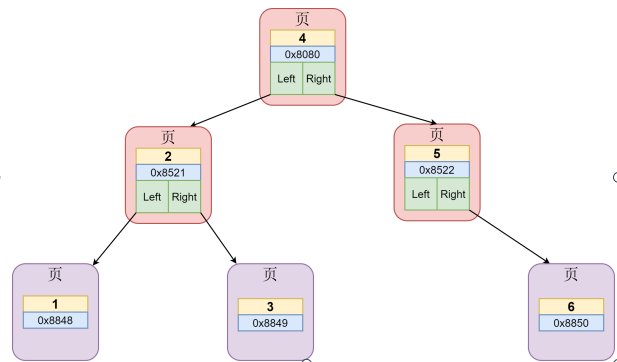 页
4
0x8080
Left Right
页
2
0x8521
Left Right
页
5
0x8522
Left Right
页
1
0x8848
页
3
0x8849
页
6
0x8850